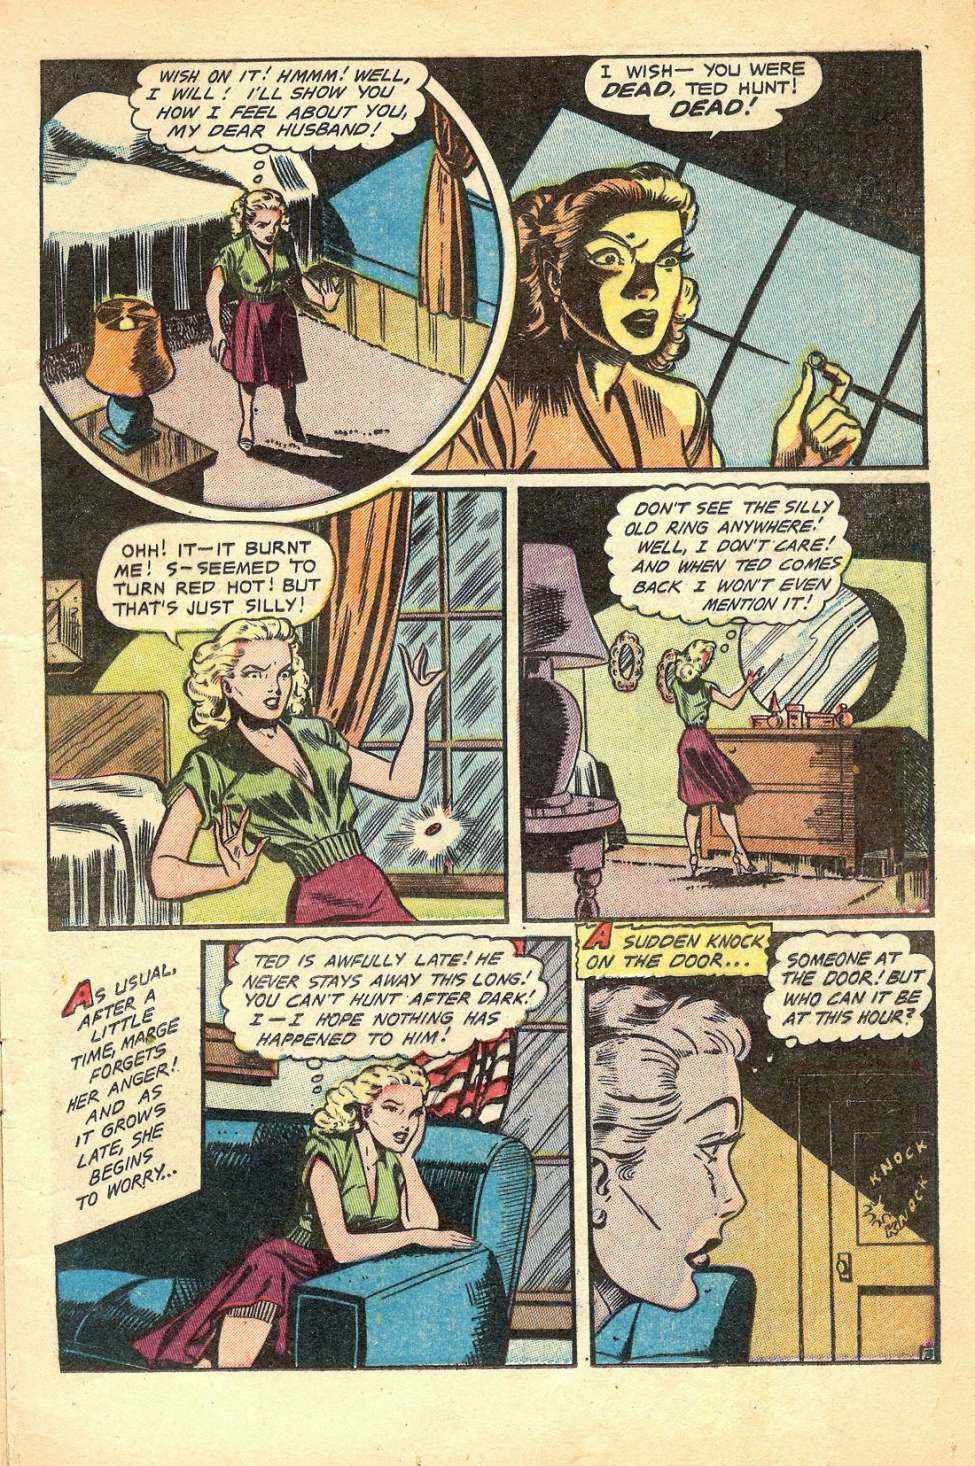 WISH ON IT! HMMM! WELL,
I WILL! I'LL SHOW YOU
HOW I FEEL ABOUT YOU,
MY DEAR HUSBAND!
I WISH— YOU WERE
DEAD, TED HUNT!
DEAD!
OHH! IT—IT BURNT
ME! S-SEEMED TO
TURN RED HOT! BUT
THAT'S JUST SILLY!
DON'T SEE THE SILLY
OLD RING ANYWHERE!
WELL, I DON'T CARE!
AND WHEN TED COMES
BACK I WON'T EVEN
MENTION IT!
AS USUAL,
AFTER A
LITTLE
TIME, MARGE
FORGETS
HER ANGER!
AND AS
IT GROWS
LATE, SHE
BEGINS
TO WORRY...
TED IS AWFULLY LATE! HE
NEVER STAYS AWAY THIS LONG!
YOU CAN'T HUNT AFTER DARK!
I—I HOPE NOTHING HAS
HAPPENED TO HIM!
A SUDDEN KNOCK
ON THE DOOR...
SOMEONE AT
THE DOOR! BUT
WHO CAN IT BE
AT THIS HOUR?
KNOCK
KNOCK